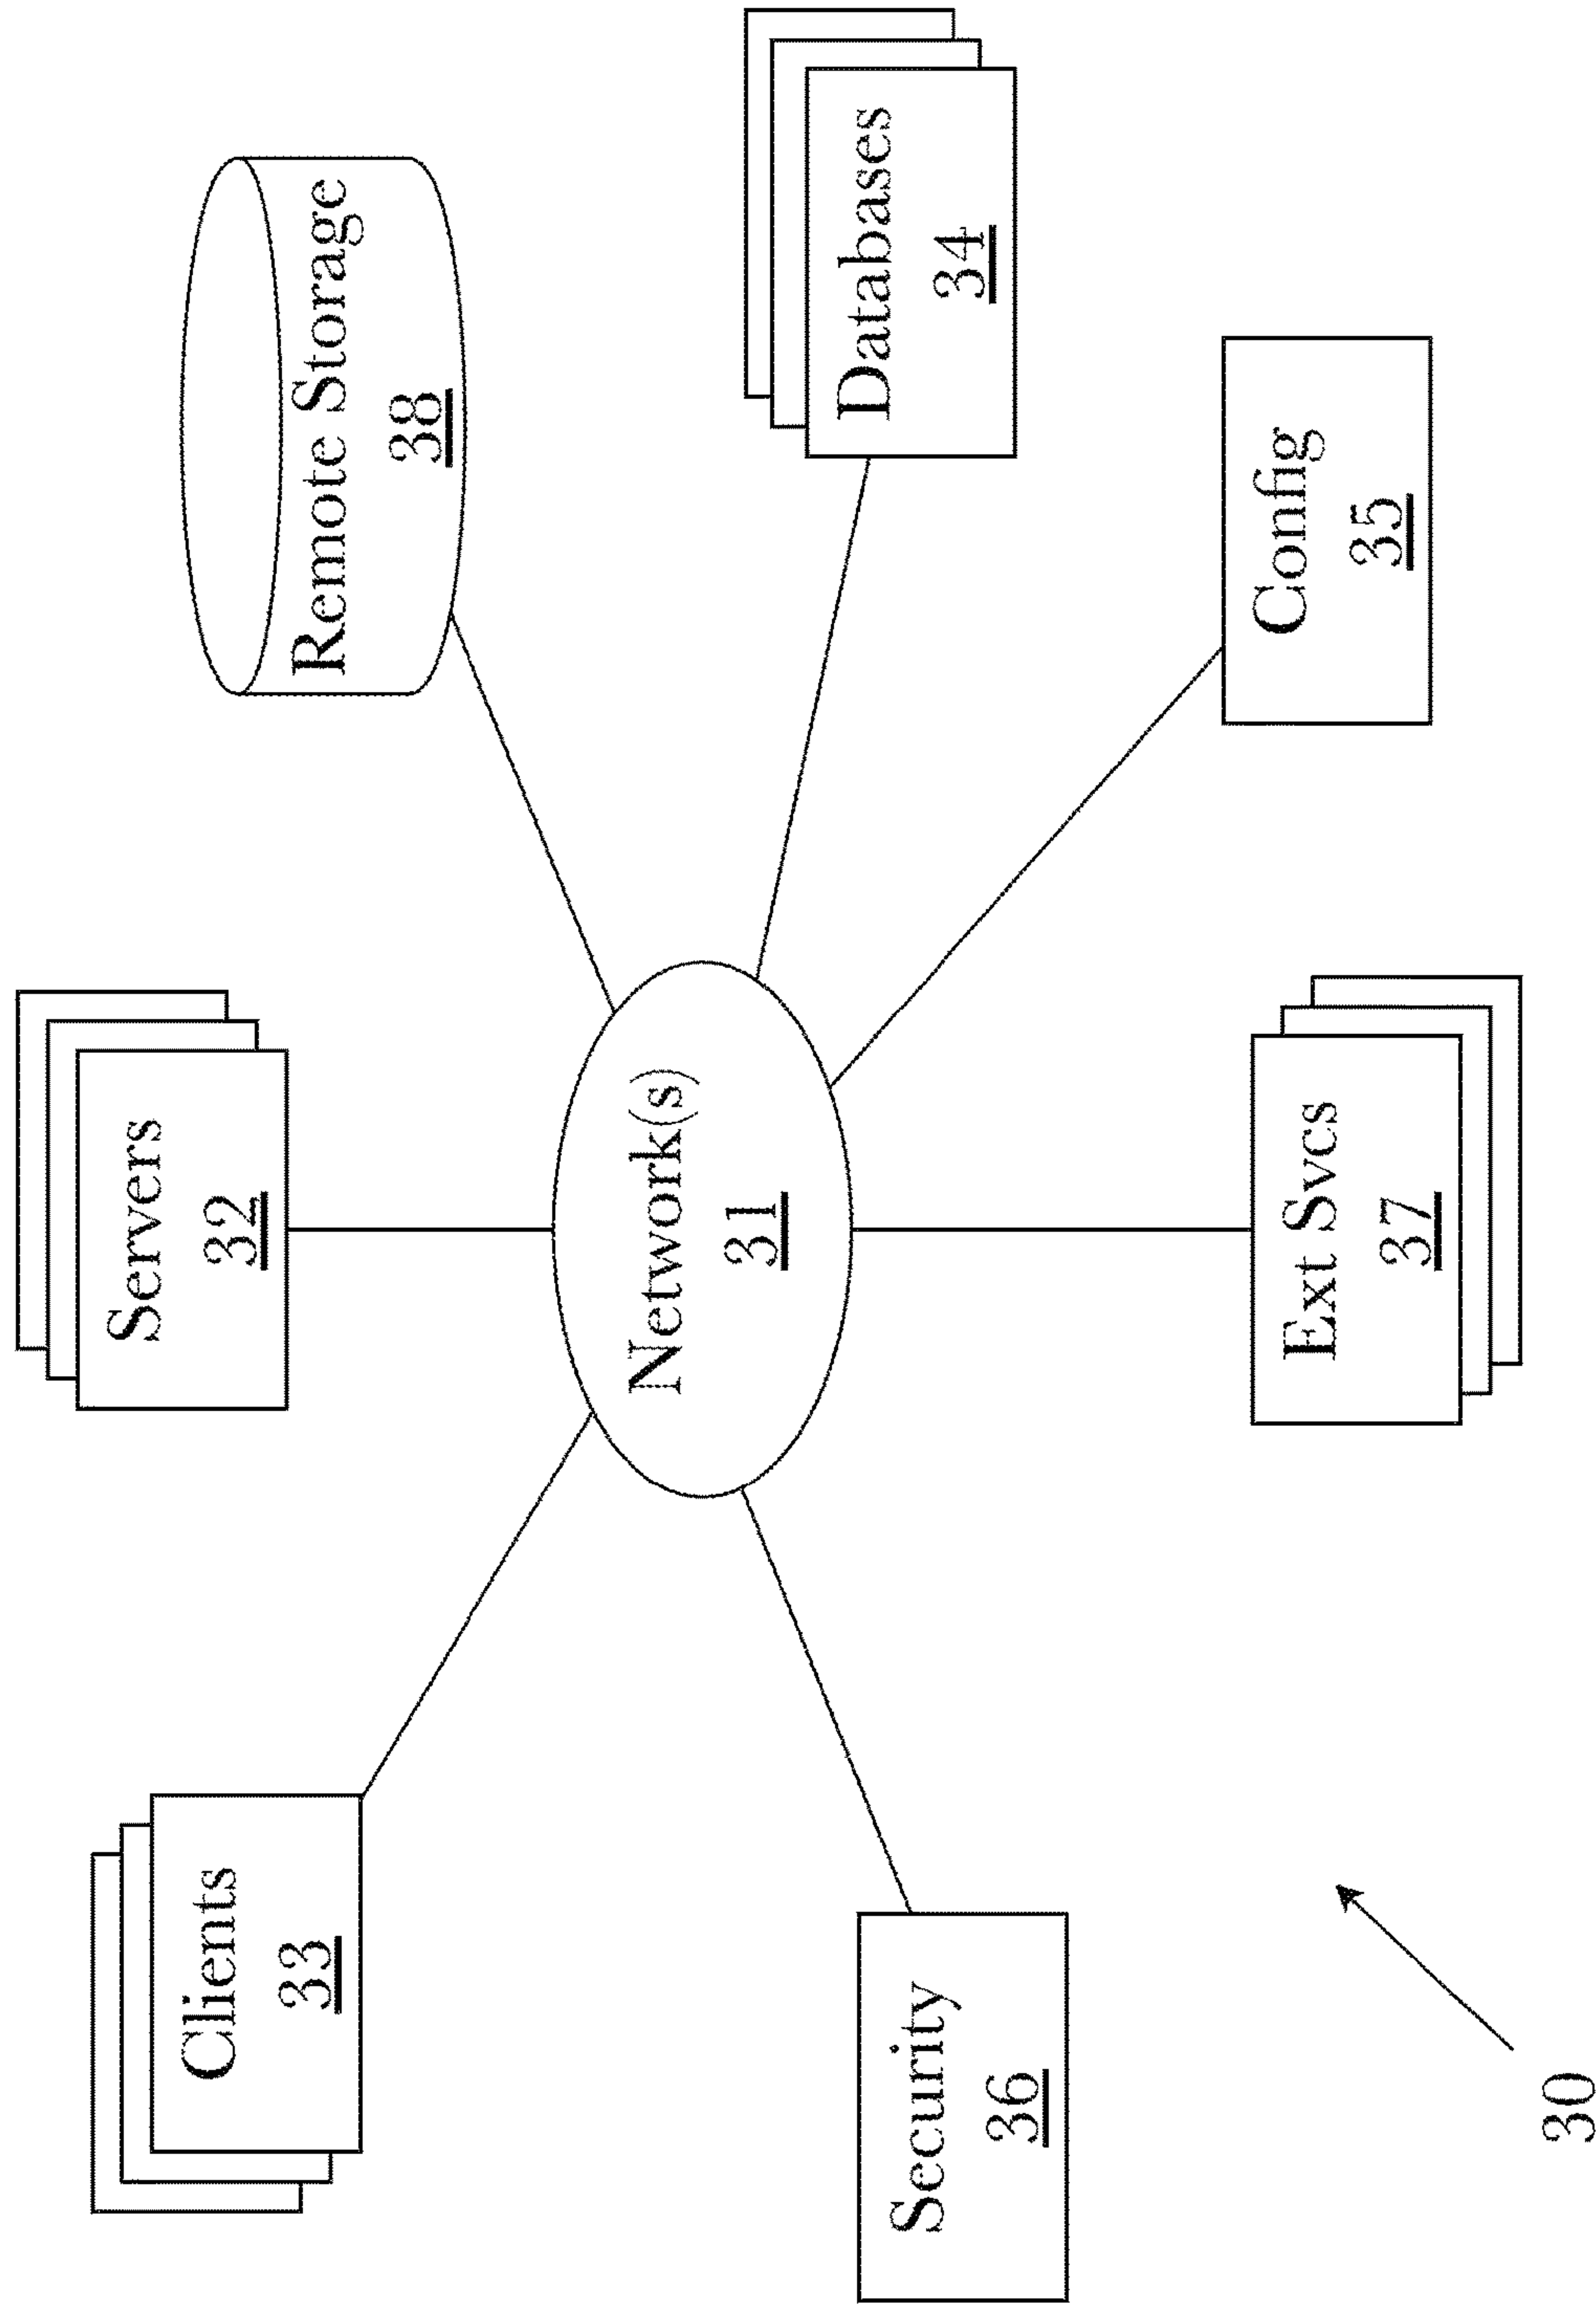 Servers
32
Clients
33
Remote Storage
38
Network(s)
31
Databases
34
Security
36
Ext Svcs
37
Config
35
30